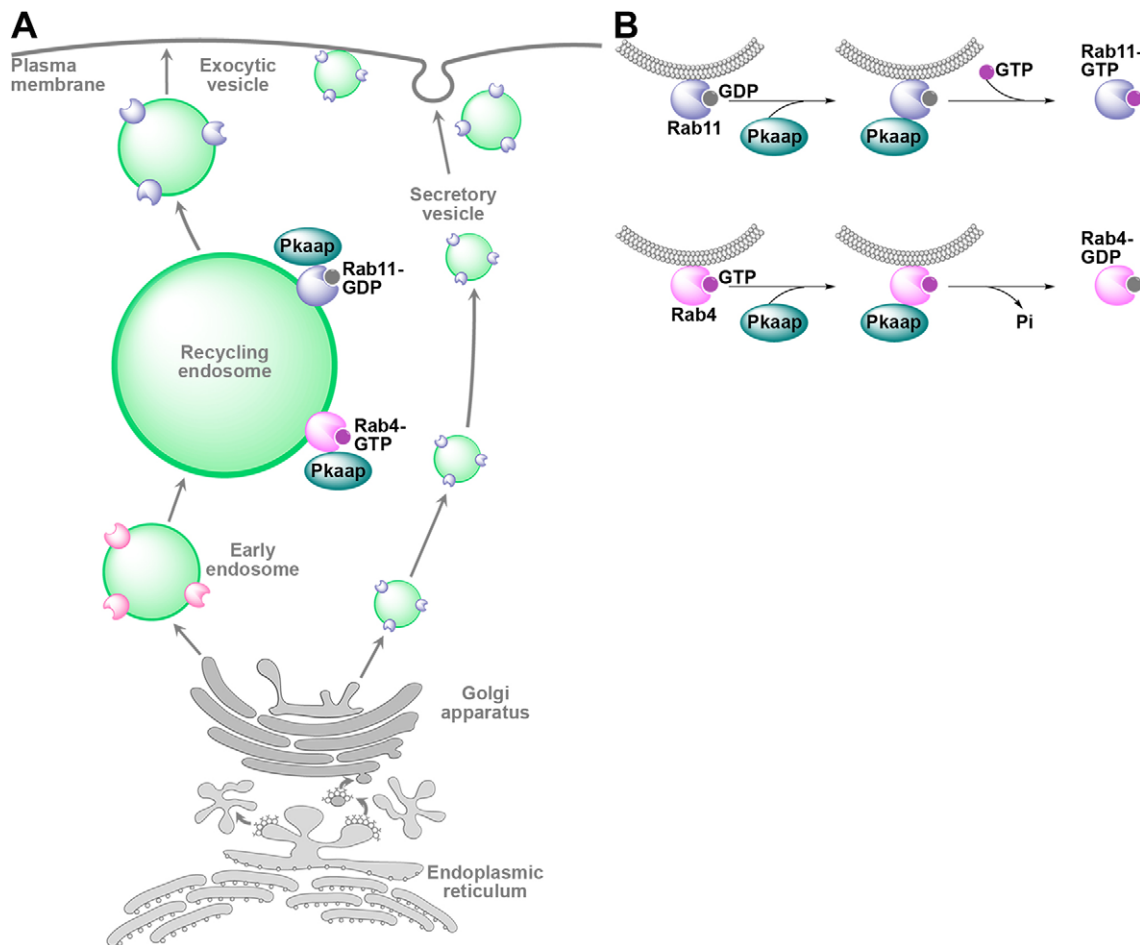 A
Plasma
membrane
Exocytic
vesicle
Secretory
vesicle
Pkaap
Rab11-
GDP
Recycling
endosome
Rab4-
GTP
Pkaap
Early
endosome
Golgi
apparatus
Endoplasmic
reticulum
B
GDP
Rab11
Pkaap
Pkaap
GTP
Rab11-
GTP
GTP
Rab4
Pkaap
Pkaap
Pi
Rab4-
GDP